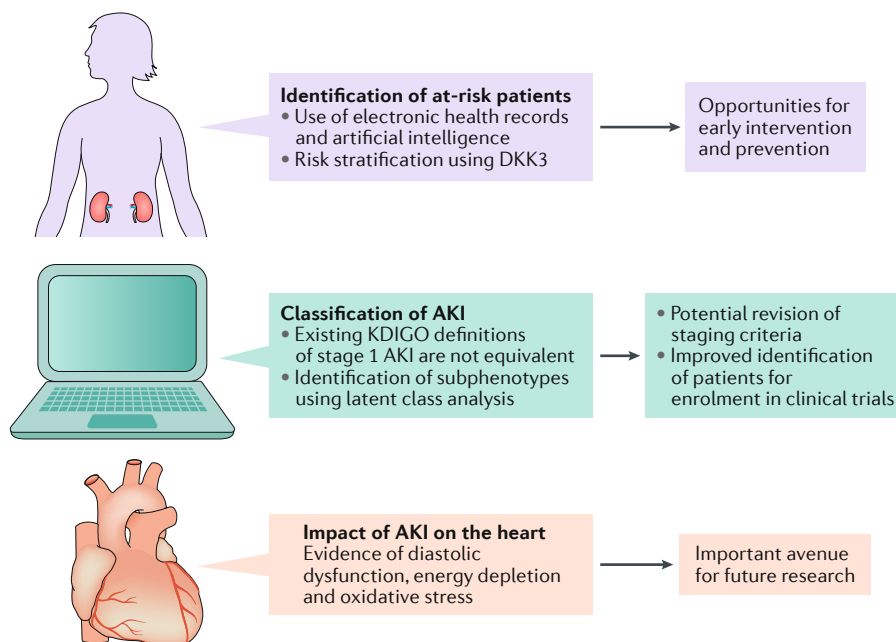 Identification of at-risk patients
• Use of electronic health records
and artificial intelligence
• Risk stratification using DKK3
Opportunities for
early intervention
and prevention
Classification of AKI
• Existing KDIGO definitions
of stage 1 AKI are not equivalent
• Identification of subphenotypes
using latent class analysis
• Potential revision of
staging criteria
• Improved identification
of patients for
enrolment in clinical trials
Impact of AKI on the heart
Evidence of diastolic
dysfunction, energy depletion
and oxidative stress
Important avenue
for future research